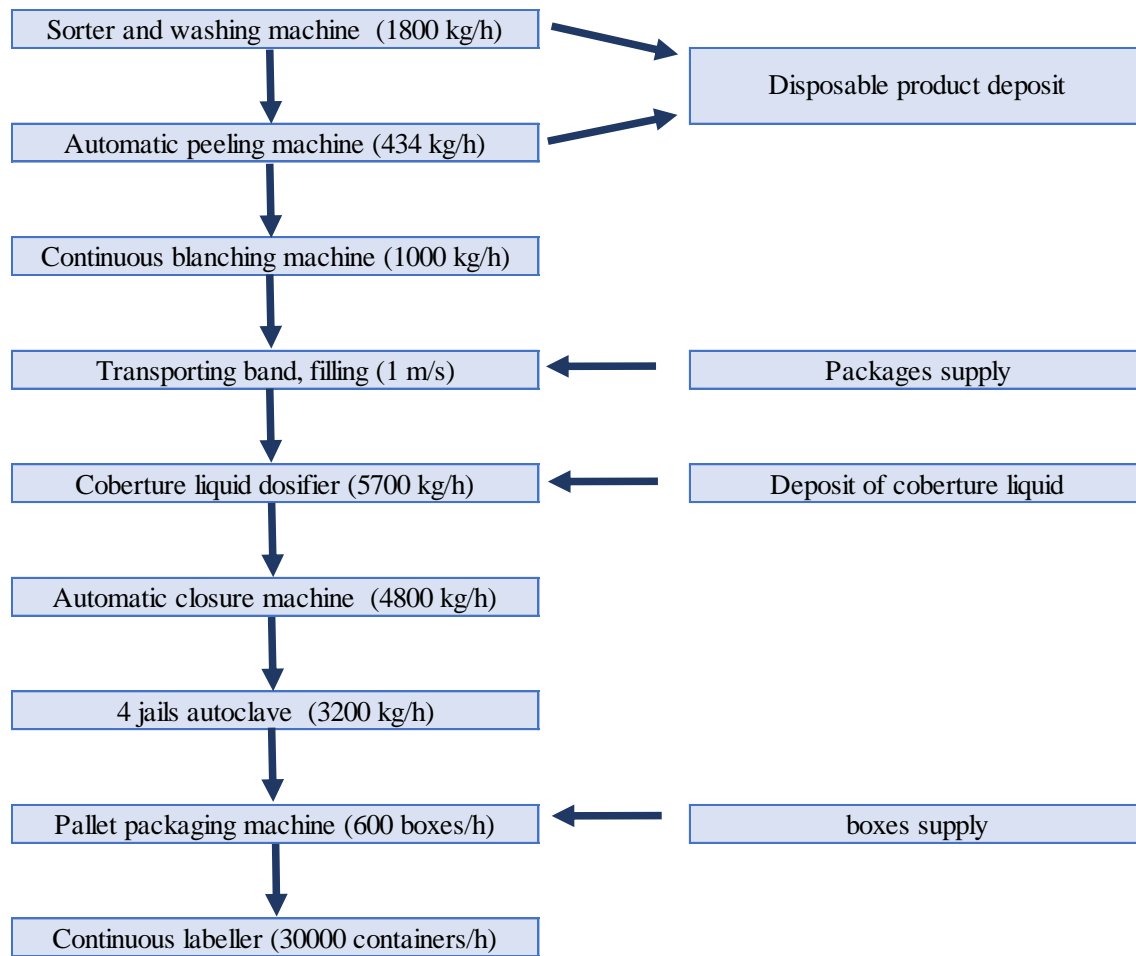 Sorter and washing machine  (1800 kg/h)
Disposable product deposit
Automatic peeling machine (434 kg/h)
Continuous blanching machine (1000 kg/h)
Transporting band, filling (1 m/s)
Packages supply
Coberture liquid dosifier (5700 kg/h)
Deposit of coberture liquid
Automatic closure machine  (4800 kg/h)
4 jails autoclave  (3200 kg/h)
Pallet packaging machine (600 boxes/h)
boxes supply
Continuous labeller (30000 containers/h)